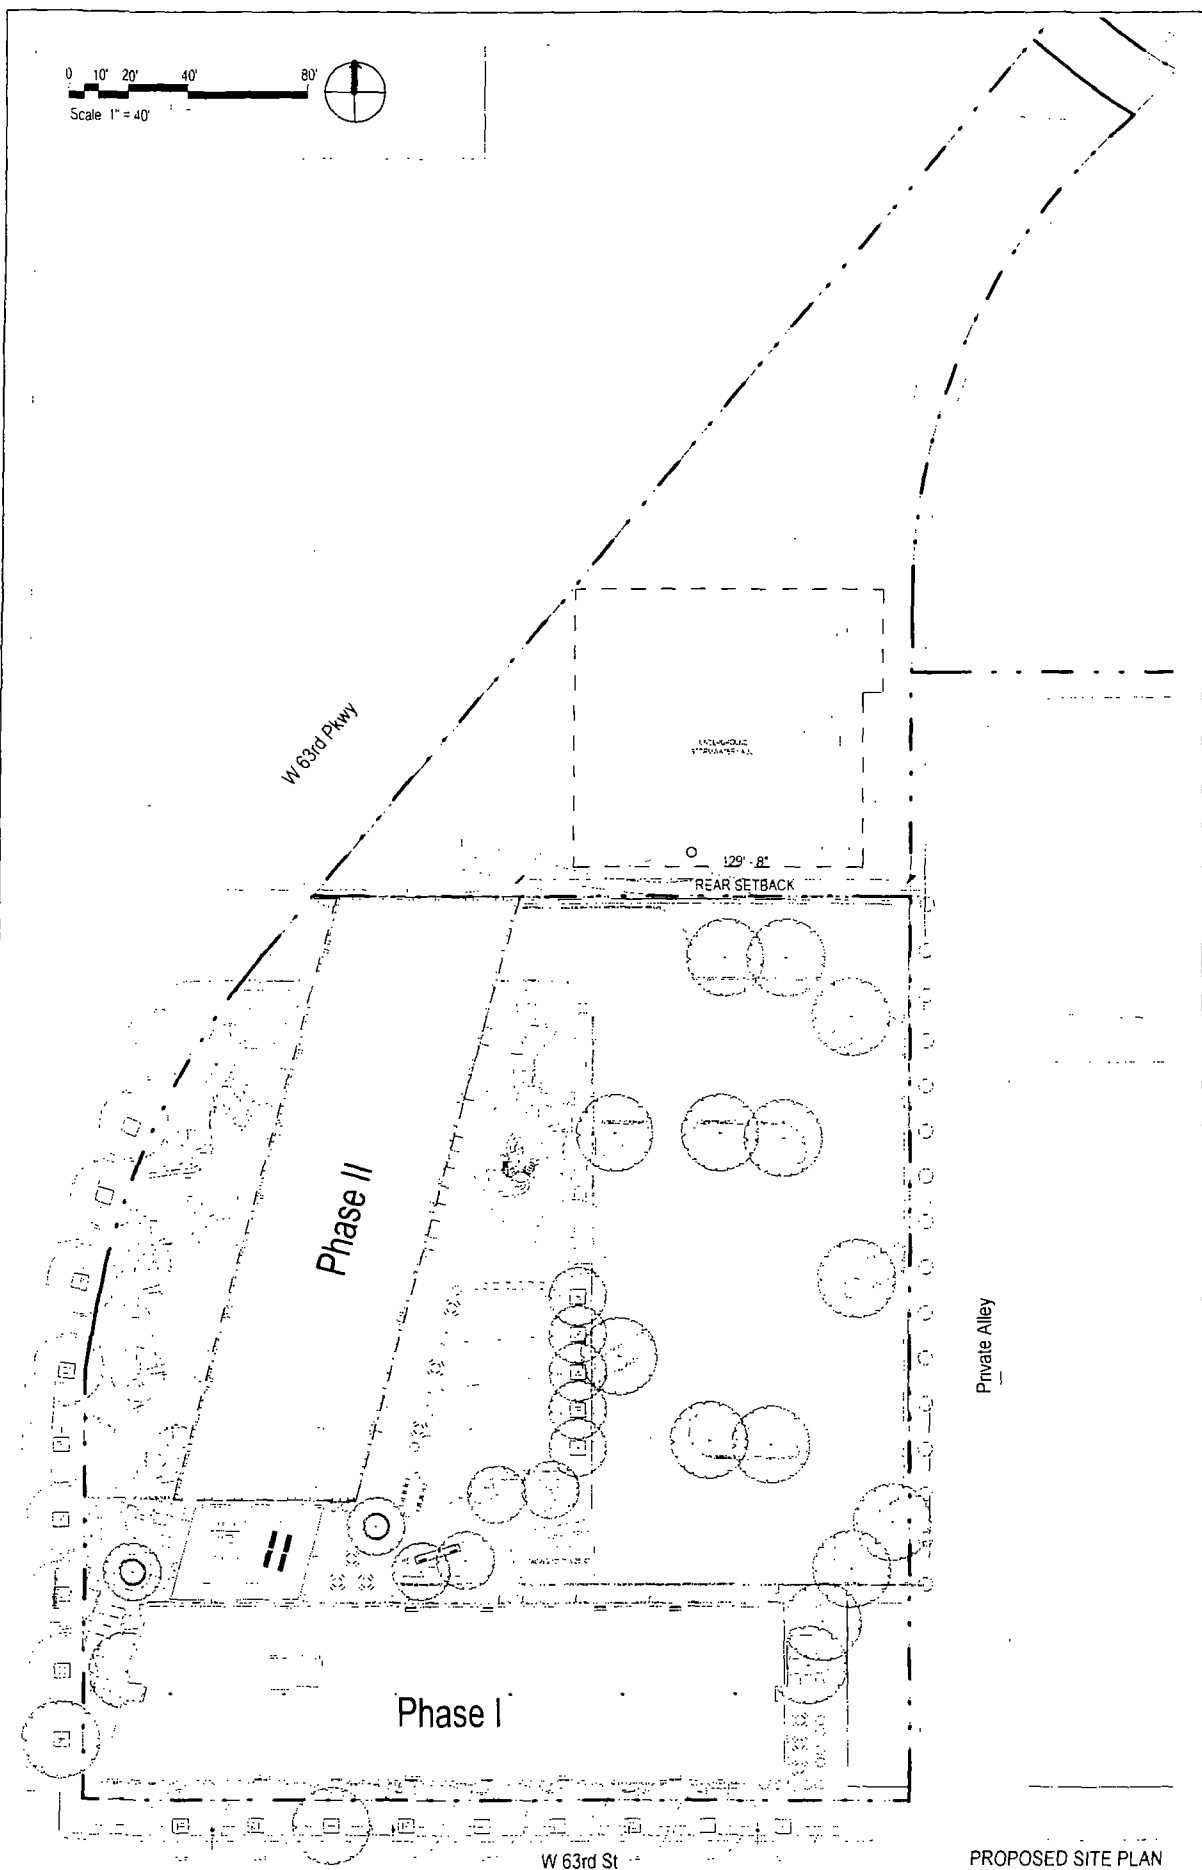 0 10' 20' 40' 80'
Scale 1" = 40'
W 63rd Pkwy
UNDERGROUND
129' - 8"
REAR SETBACK
Phase II
Private Alley
Phase I
W 63rd St
PROPOSED SITE PLAN